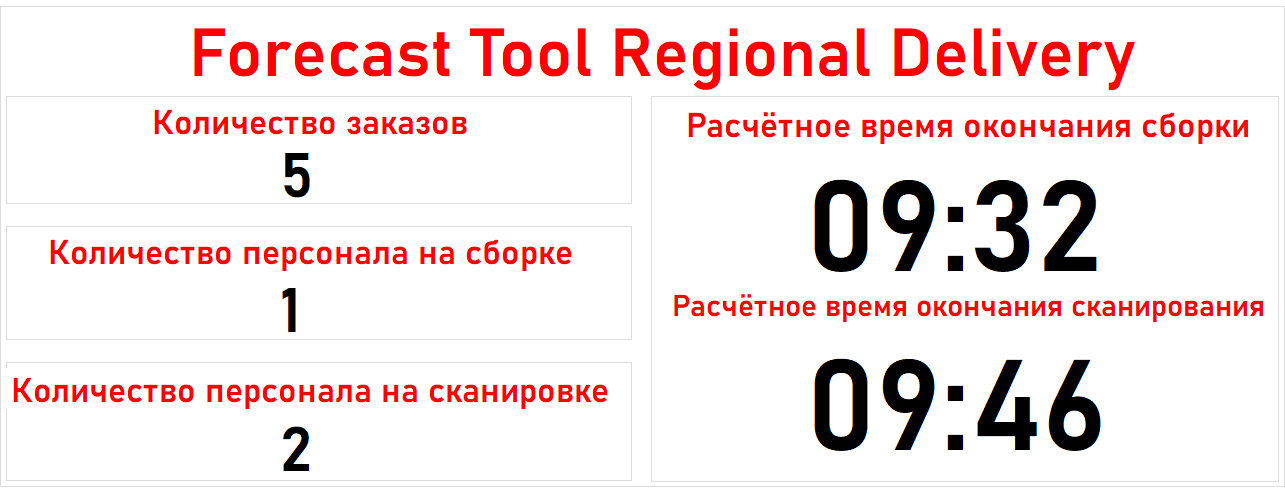 Forecast Tool Regional Delivery
Количество заказов
5
Количество персонала на сборке
1
Количество персонала на сканировке
2
Расчётное время окончания сборки
09:32
Расчётное время окончания сканирования
09:46